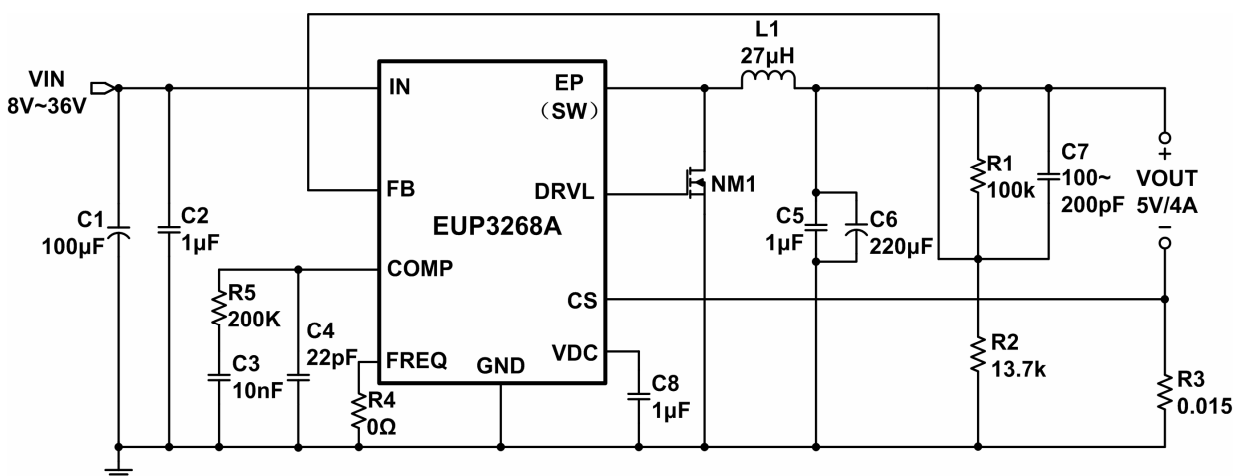 VIN
8V~36V
C1
100µF
C2
1µF
IN
FB
COMP
FREQ
GND
EUP3268A
EP
(SW)
DRVL
CS
VDC
R5
200K
C3
10nF
C4
22pF
R4
0Ω
C8
1µF
NM1
L1
27µH
C5
1µF
C6
220µF
R1
100k
C7
100~
200pF
R2
13.7k
+
VOUT
5V/4A
−
R3
0.015